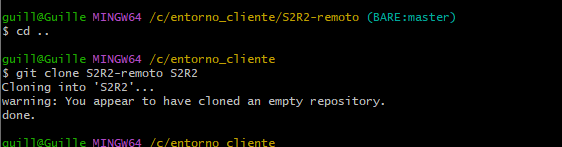 guill@Guille MINGW64 /c/entorno_cliente/S2R2-remoto (BARE:master)
$ cd ..
guill@Guille MINGW64 /c/entorno_cliente
$ git clone S2R2-remoto S2R2
Cloning into 'S2R2'...
warning: You appear to have cloned an empty repository.
done.
guill@Guille MINGW64 /c/entorno_cliente